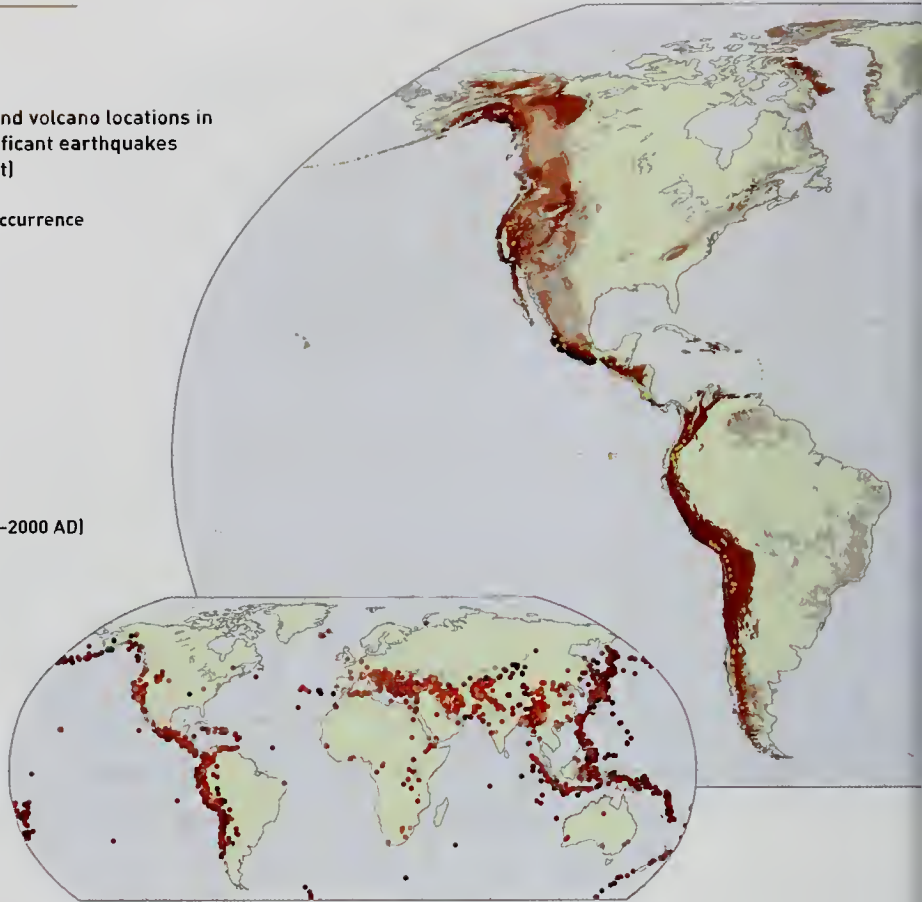 nd volcano locations in
ficant earthquakes
t)
ccurrence
–2000 AD)